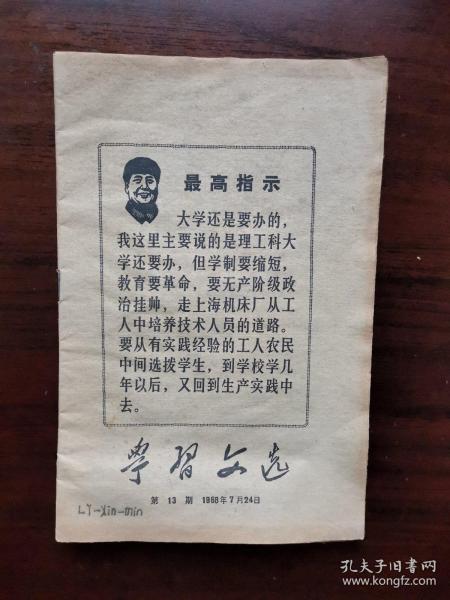 最高指示
大学还是要办的，
我这里主要说的是理工科大
学还要办，但学制要缩短，
教育要革命，要无产阶级政
治挂帅，走上海机床厂从工
人中培养技术人员的道路。
要从有实践经验的工人农民
中间选拨学生，到学校学几
年以后，又回到生产实践中
去。
学习文选
第 13 期 1968年7月24日
LY-Xin-min
孔夫子旧书网
www.kongfz.com